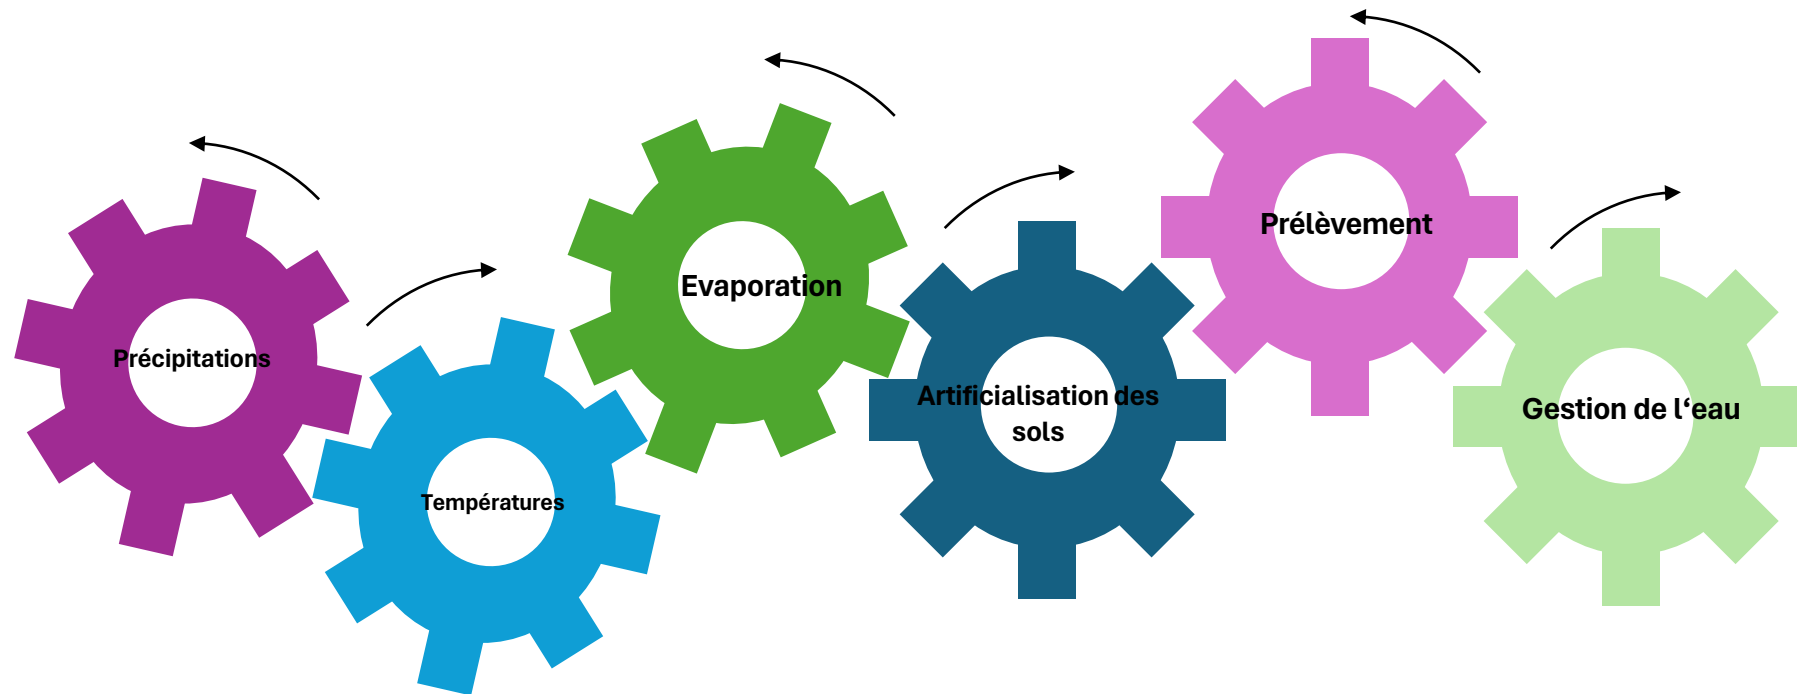 Précipitations
Températures
Evaporation
Artificialisation des
sols
Prélèvement
Gestion de l‘eau